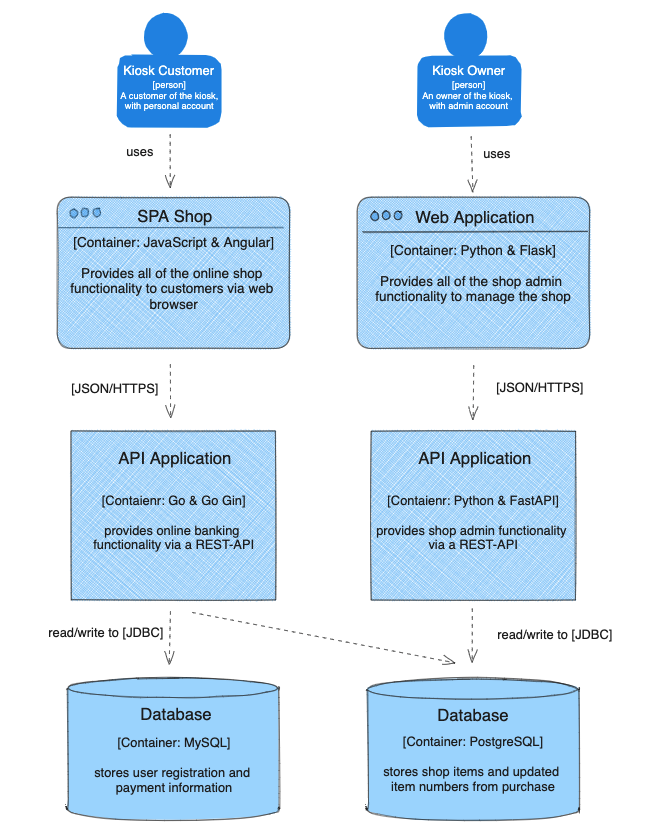 Kiosk Customer
[person]
A customer of the kiosk,
with personal account
Kiosk Owner
[person]
An owner of the kiosk,
with admin account
uses
uses
SPA Shop
[Container: JavaScript & Angular]
Provides all of the online shop
functionality to customers via web
browser
Web Application
[Container: Python & Flask]
Provides all of the shop admin
functionality to manage the shop
[JSON/HTTPS]
[JSON/HTTPS]
API Application
[Contaienr: Go & Go Gin]
provides online banking
functionality via a REST-API
API Application
[Contaienr: Python & FastAPI]
provides shop admin functionality
via a REST-API
read/write to [JDBC]
read/write to [JDBC]
Database
[Container: MySQL]
stores user registration and
payment information
Database
[Container: PostgreSQL]
stores shop items and updated
item numbers from purchase